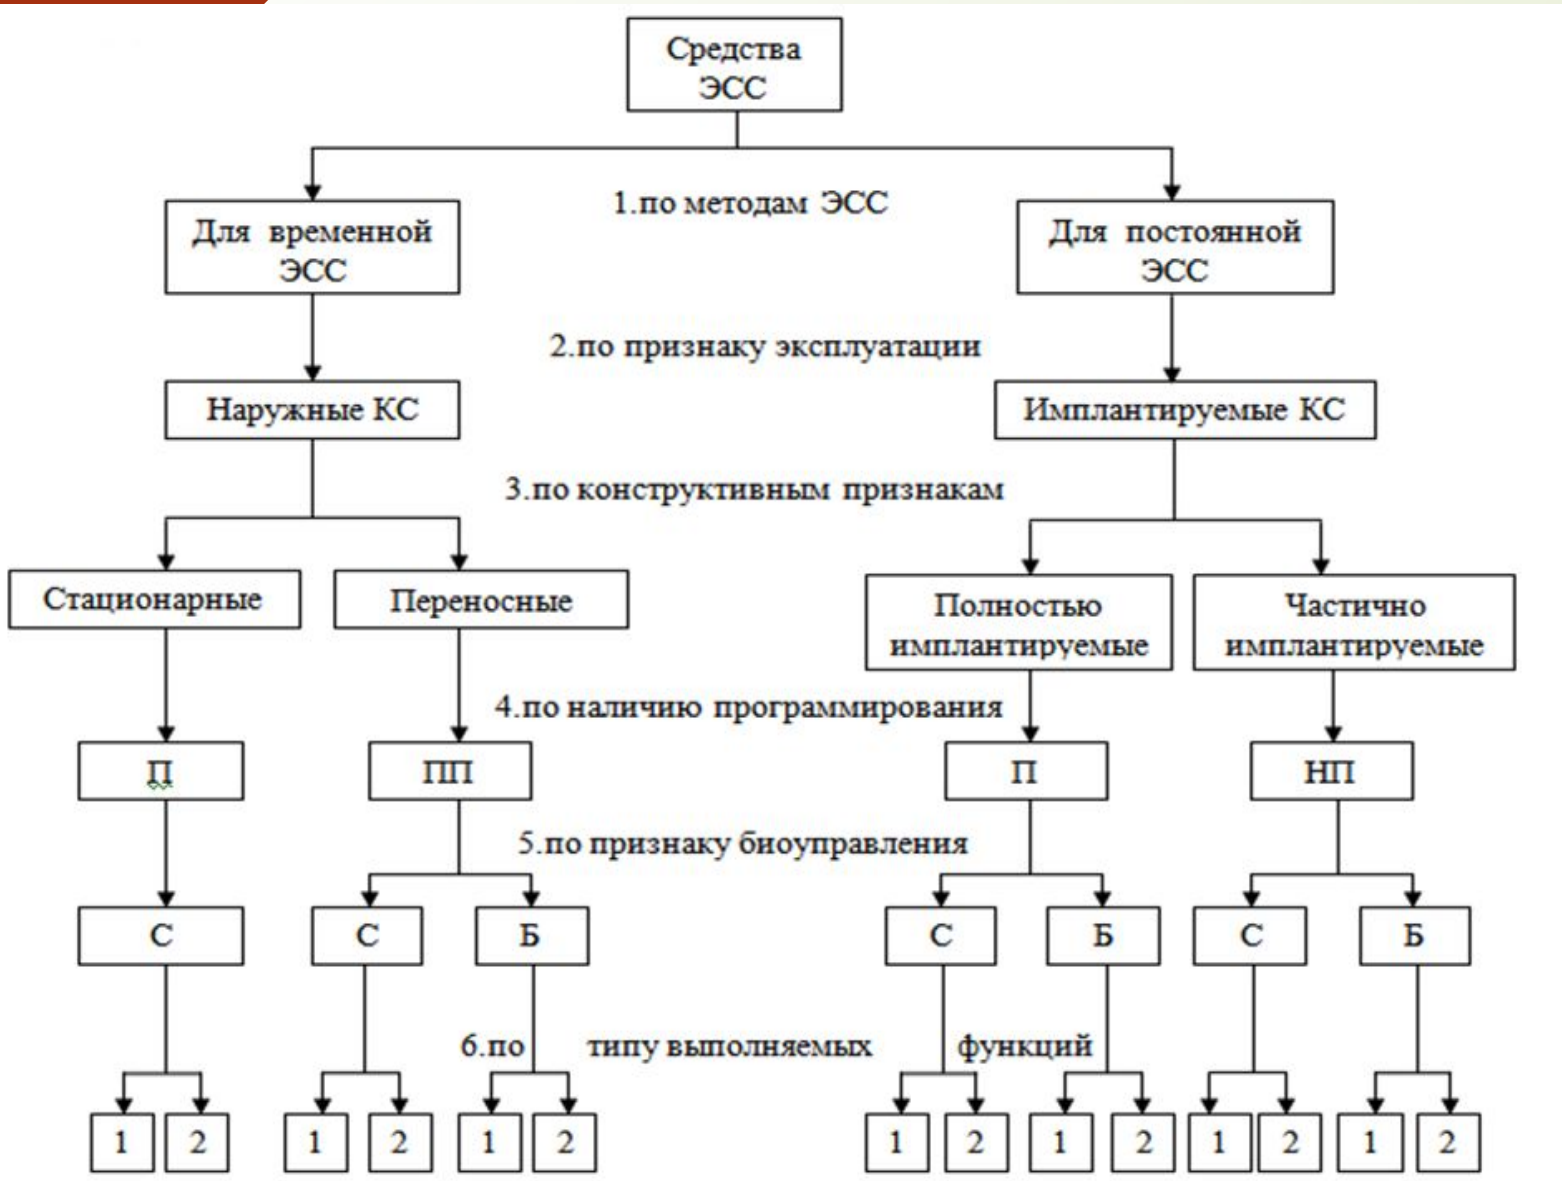 Средства
ЭСС
1.по методам ЭСС
Для временной
ЭСС
Для постоянной
ЭСС
2.по признаку эксплуатации
Наружные КС
Имплантируемые КС
3.по конструктивным признакам
Стационарные
Переносные
Полностью
имплантируемые
Частично
имплантируемые
4.по наличию программирования
П
ПП
П
НП
5.по признаку биоуправления
С
С
Б
С
Б
С
Б
6.по типу выполняемых функций
1
2
1
2
1
2
1
2
1
2
1
2
1
2